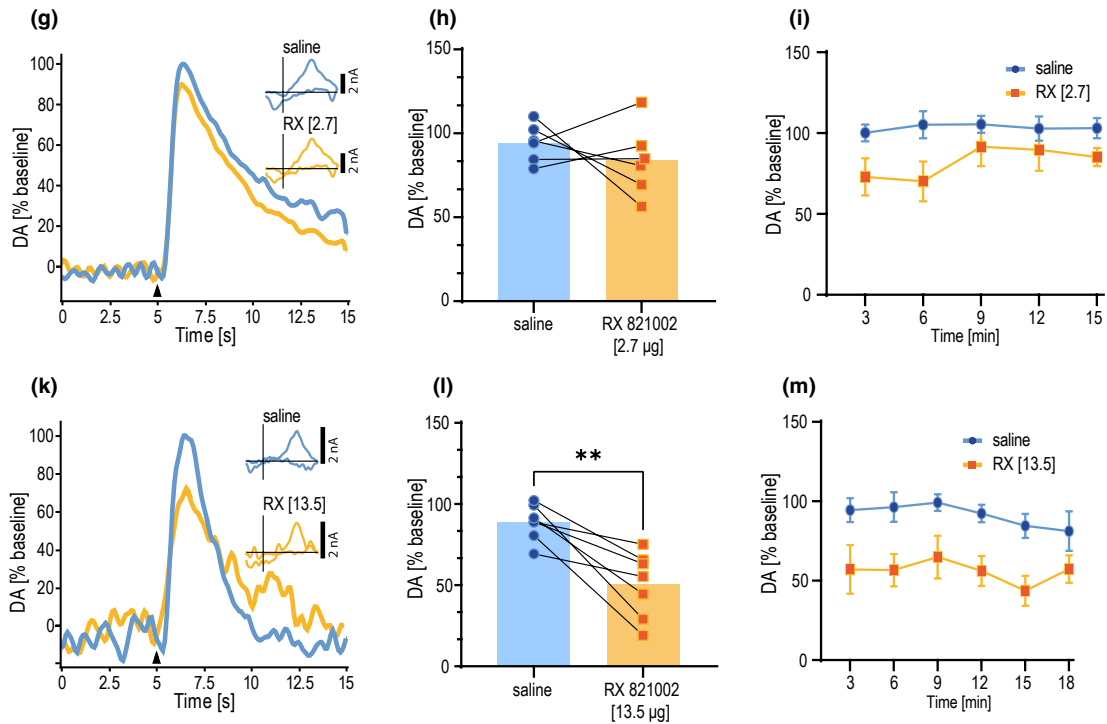 (g)
DA [% baseline]
100
80
60
40
20
0
0
2.5
5
7.5
10
12.5
15
Time [s]
saline
2 nA
RX [2.7]
2 nA
(h)
DA [% baseline]
150
100
50
0
saline
RX 821002
[2.7 µg]
(i)
DA [% baseline]
150
100
50
0
3
6
9
12
15
Time [min]
saline
RX [2.7]
(k)
DA [% baseline]
100
80
60
40
20
0
0
2.5
5
7.5
10
12.5
15
Time [s]
saline
2 nA
RX [13.5]
2 nA
(l)
DA [% baseline]
150
100
50
0
**
saline
RX 821002
[13.5 µg]
(m)
DA [% baseline]
150
100
50
0
3
6
9
12
15
18
Time [min]
saline
RX [13.5]